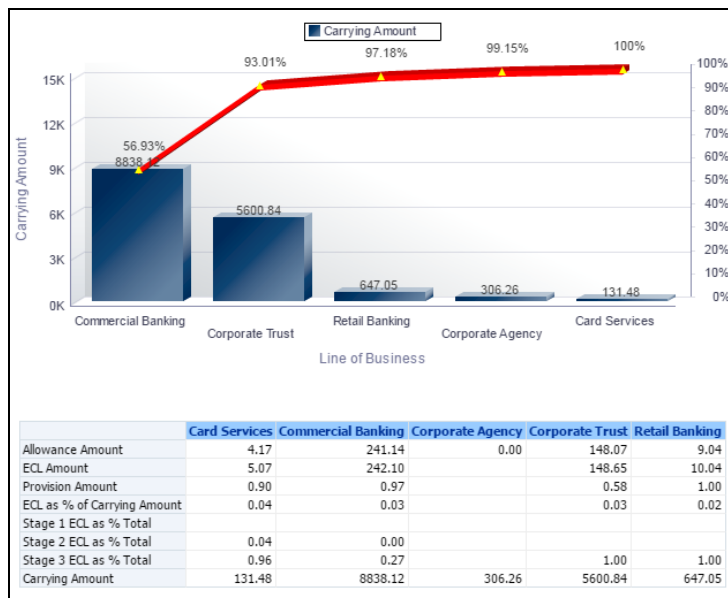 Carrying Amount
93.01%
97.18%
99.15%
100%
56.93%
8838.12
5600.84
647.05
306.26
131.48
15K
12K
9K
6K
3K
0K
Carrying Amount
100%
90%
80%
70%
60%
50%
40%
30%
20%
10%
0%
Commercial Banking
Corporate Trust
Retail Banking
Corporate Agency
Card Services
Line of Business
Card Services Commercial Banking Corporate Agency Corporate Trust Retail Banking
Allowance Amount 4.17 241.14 0.00 148.07 9.04
ECL Amount 5.07 242.10 148.65 10.04
Provision Amount 0.90 0.97 0.58 1.00
ECL as % of Carrying Amount 0.04 0.03 0.03 0.02
Stage 1 ECL as % Total
Stage 2 ECL as % Total 0.04 0.00
Stage 3 ECL as % Total 0.96 0.27 1.00 1.00
Carrying Amount 131.48 8838.12 306.26 5600.84 647.05